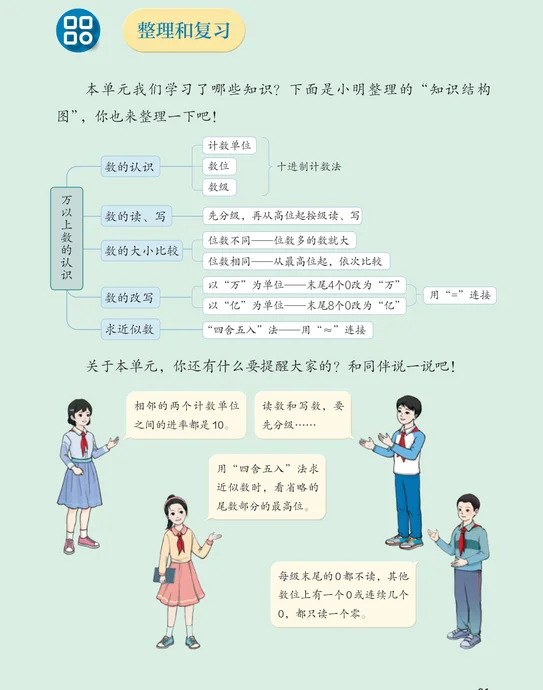 整理和复习
本单元我们学习了哪些知识？下面是小明整理的“知识结构
图”，你也来整理一下吧！
万以上数的认识
数的认识
计数单位
数位
数级
十进制计数法
数的读、写
先分级，再从高位起按级读、写
数的大小比较
位数不同——位数多的数就大
位数相同——从最高位起，依次比较
数的改写
以“万”为单位——末尾4个0改为“万”
以“亿”为单位——末尾8个0改为“亿”
用“=”连接
求近似数
“四舍五入”法——用“≈”连接
关于本单元，你还有什么要提醒大家的？和同伴说一说吧！
相邻的两个计数单位
之间的进率都是10。
读数和写数，要
先分级……
用“四舍五入”法求
近似数时，看省略的
尾数部分的最高位。
每级末尾的0都不读，其他
数位上有一个0或连续几个
0，都只读一个零。